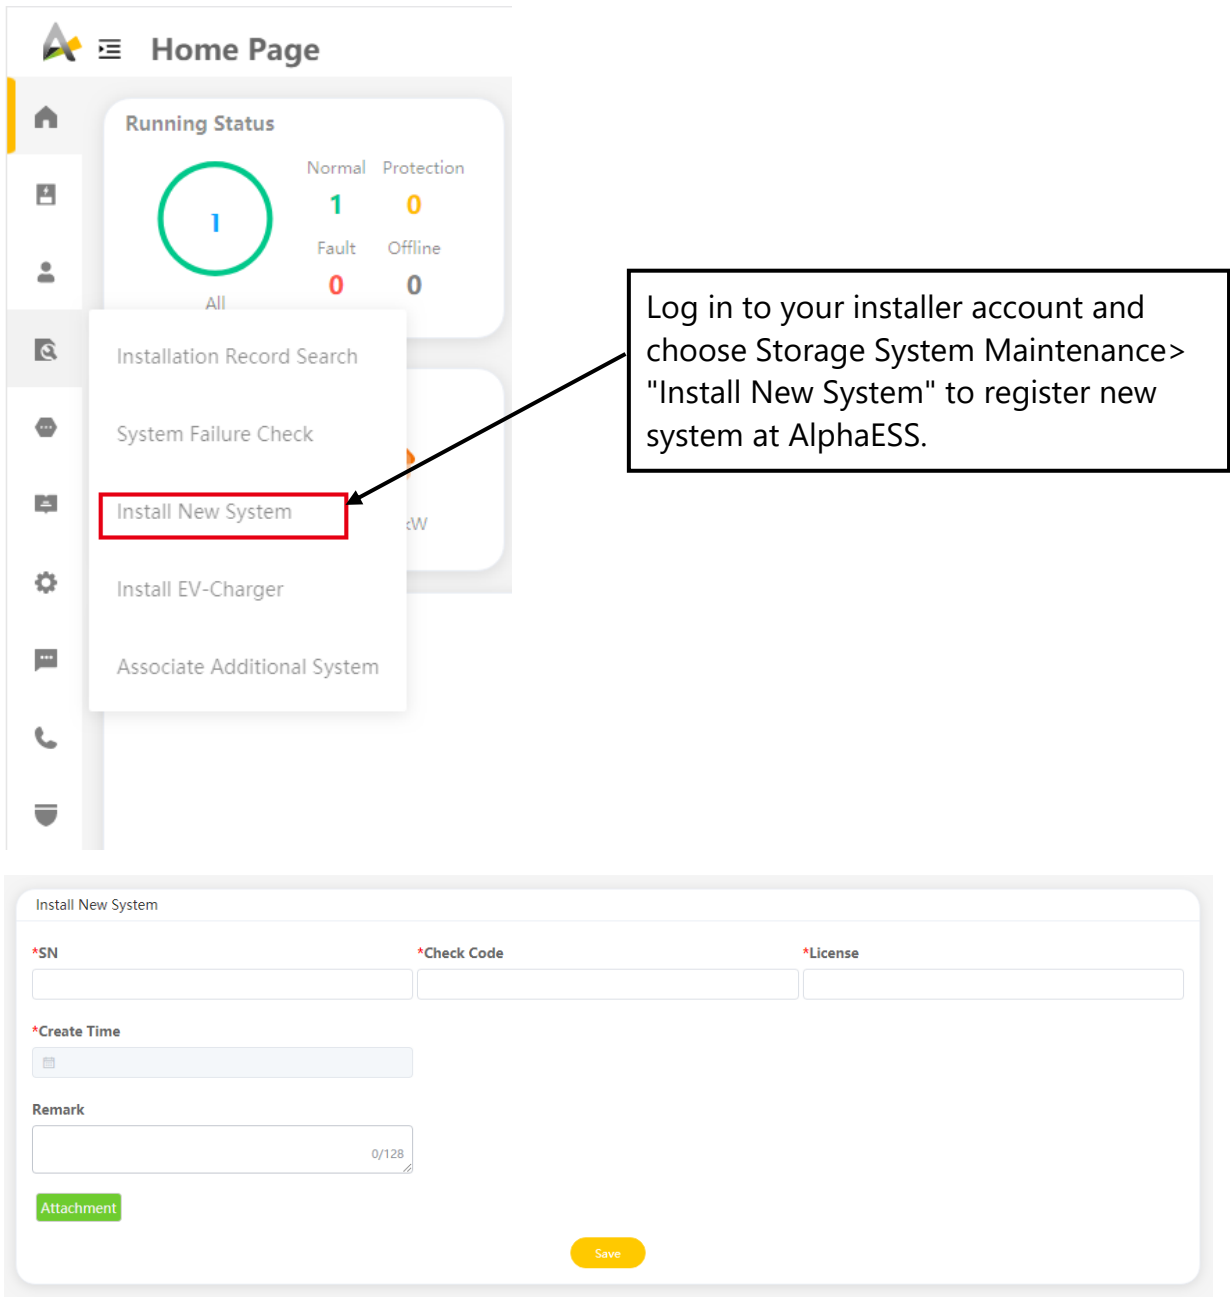 Home Page
Running Status
Normal Protection
1 0
1
Fault Offline
0 0
All
Installation Record Search
System Failure Check
Install New System
Install EV-Charger
Associate Additional System
Log in to your installer account and
choose Storage System Maintenance>
"Install New System" to register new
system at AlphaESS.
Install New System
*SN *Check Code *License
*Create Time
Remark
0/128
Attachment
Save